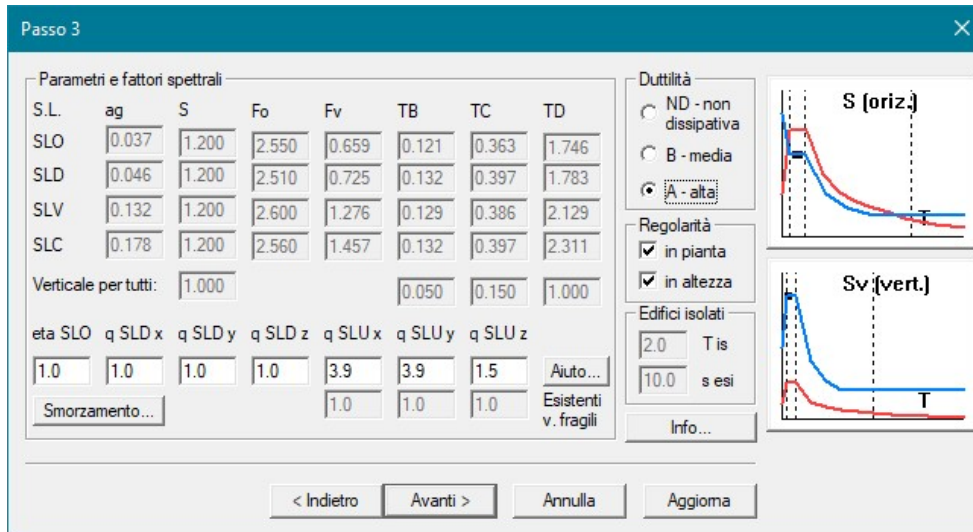 Passo 3
Parametri e fattori spettrali
S.L. ag S Fo Fv TB TC TD
SLO 0.037 1.200 2.550 0.659 0.121 0.363 1.746
SLD 0.046 1.200 2.510 0.725 0.132 0.397 1.783
SLV 0.132 1.200 2.600 1.276 0.129 0.386 2.129
SLC 0.178 1.200 2.560 1.457 0.132 0.397 2.311
Verticale per tutti: 1.000 0.050 0.150 1.000
eta SLO q SLD x q SLD y q SLD z q SLU x q SLU y q SLU z
1.0 1.0 1.0 1.0 3.9 3.9 1.5 Aiuto...
Smorzamento... 1.0 1.0 1.0 Esistenti
v. fragili
Duttilità
ND - non
dissipativa
B - media
A - alta
Regolarità
in pianta
in altezza
Edifici isolati
2.0 T is
10.0 s esi
Info...
S (oriz.)
T
Sv (vert.)
T
< Indietro Avanti > Annulla Aggiorna